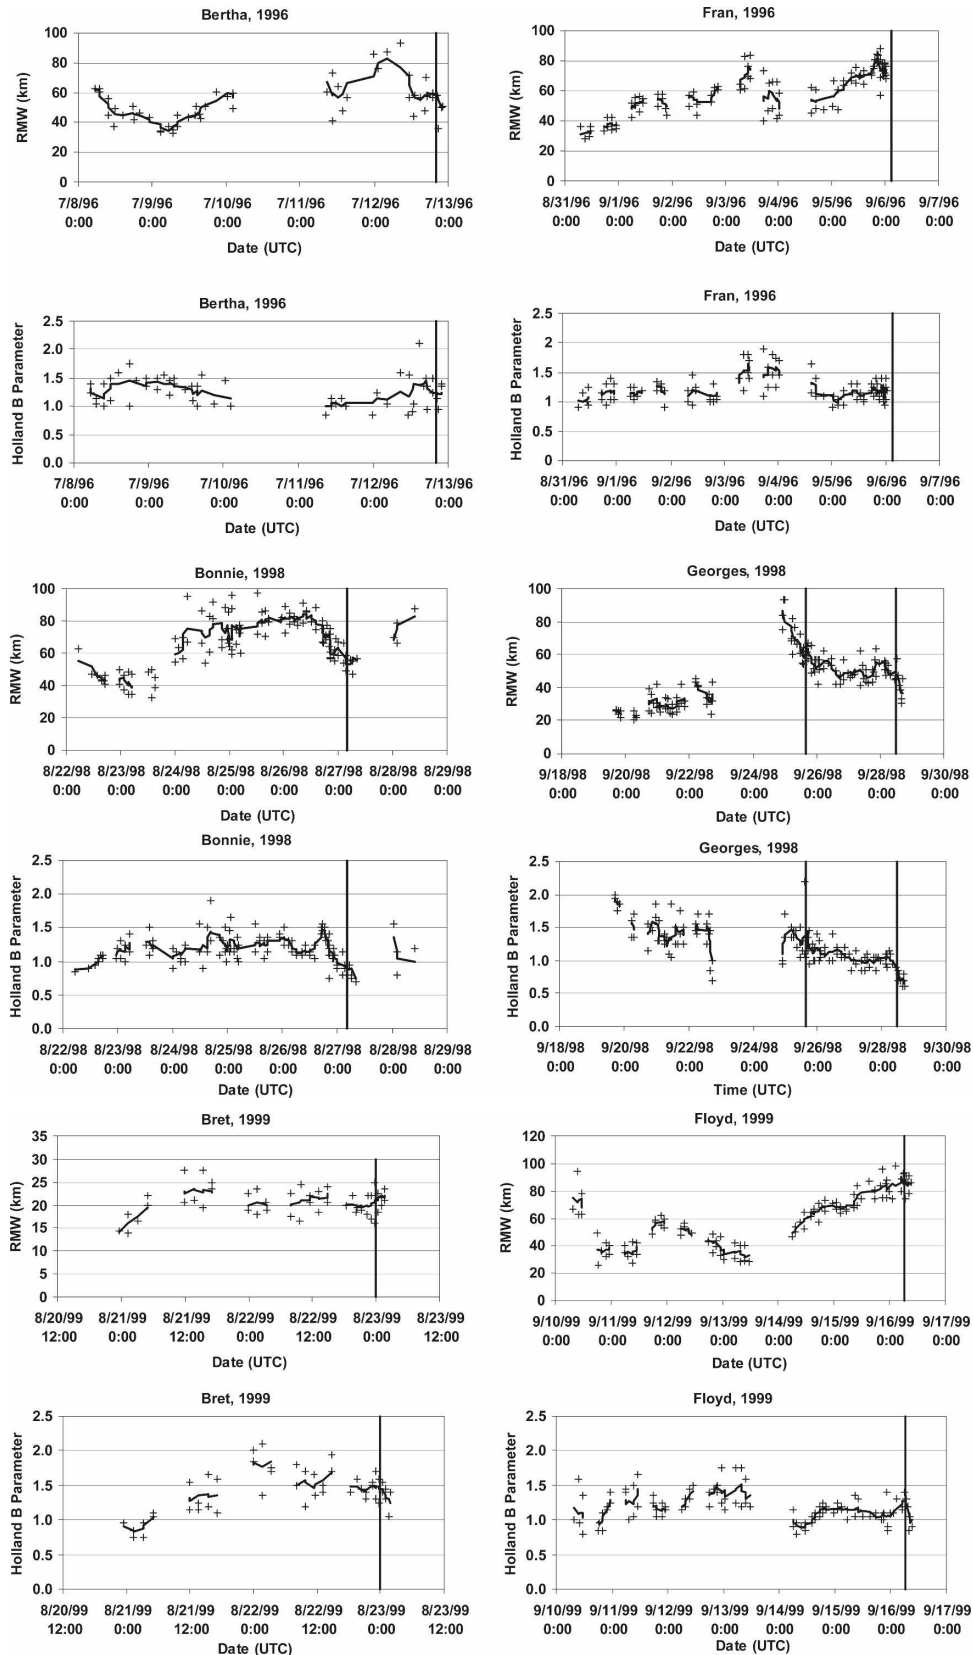 Bertha, 1996
RMW (km)
100
80
60
40
20
0
7/8/96 7/9/96 7/10/96 7/11/96 7/12/96 7/13/96
0:00 0:00 0:00 0:00 0:00 0:00
Date (UTC)
Fran, 1996
RMW (km)
100
80
60
40
20
0
8/31/96 9/1/96 9/2/96 9/3/96 9/4/96 9/5/96 9/6/96 9/7/96
0:00 0:00 0:00 0:00 0:00 0:00 0:00 0:00
Date (UTC)
Bertha, 1996
Holland B Parameter
2.5
2.0
1.5
1.0
0.5
0.0
7/8/96 7/9/96 7/10/96 7/11/96 7/12/96 7/13/96
0:00 0:00 0:00 0:00 0:00 0:00
Date (UTC)
Fran, 1996
Holland B Parameter
2.5
2
1.5
1
0.5
0
8/31/96 9/1/96 9/2/96 9/3/96 9/4/96 9/5/96 9/6/96 9/7/96
0:00 0:00 0:00 0:00 0:00 0:00 0:00 0:00
Date (UTC)
Bonnie, 1998
RMW (km)
100
80
60
40
20
0
8/22/98 8/23/98 8/24/98 8/25/98 8/26/98 8/27/98 8/28/98 8/29/98
0:00 0:00 0:00 0:00 0:00 0:00 0:00 0:00
Date (UTC)
Georges, 1998
RMW (km)
100
80
60
40
20
0
9/18/98 9/20/98 9/22/98 9/24/98 9/26/98 9/28/98 9/30/98
0:00 0:00 0:00 0:00 0:00 0:00 0:00
Date (UTC)
Bonnie, 1998
Holland B Parameter
2.5
2.0
1.5
1.0
0.5
0.0
8/22/98 8/23/98 8/24/98 8/25/98 8/26/98 8/27/98 8/28/98 8/29/98
0:00 0:00 0:00 0:00 0:00 0:00 0:00 0:00
Date (UTC)
Georges, 1998
Holland B Parameter
2.5
2.0
1.5
1.0
0.5
0.0
9/18/98 9/20/98 9/22/98 9/24/98 9/26/98 9/28/98 9/30/98
0:00 0:00 0:00 0:00 0:00 0:00 0:00
Time (UTC)
Bret, 1999
RMW (km)
35
30
25
20
15
10
5
0
8/20/99 8/21/99 8/21/99 8/22/99 8/22/99 8/23/99 8/23/99
12:00 0:00 12:00 0:00 12:00 0:00 12:00
Date (UTC)
Floyd, 1999
RMW (km)
120
100
80
60
40
20
0
9/10/99 9/11/99 9/12/99 9/13/99 9/14/99 9/15/99 9/16/99 9/17/99
0:00 0:00 0:00 0:00 0:00 0:00 0:00 0:00
Date (UTC)
Bret, 1999
Holland B Parameter
2.5
2.0
1.5
1.0
0.5
0.0
8/20/99 8/21/99 8/21/99 8/22/99 8/22/99 8/23/99 8/23/99
12:00 0:00 12:00 0:00 12:00 0:00 12:00
Date (UTC)
Floyd, 1999
Holland B Parameter
2.5
2.0
1.5
1.0
0.5
0.0
9/10/99 9/11/99 9/12/99 9/13/99 9/14/99 9/15/99 9/16/99 9/17/99
0:00 0:00 0:00 0:00 0:00 0:00 0:00 0:00
Date (UTC)